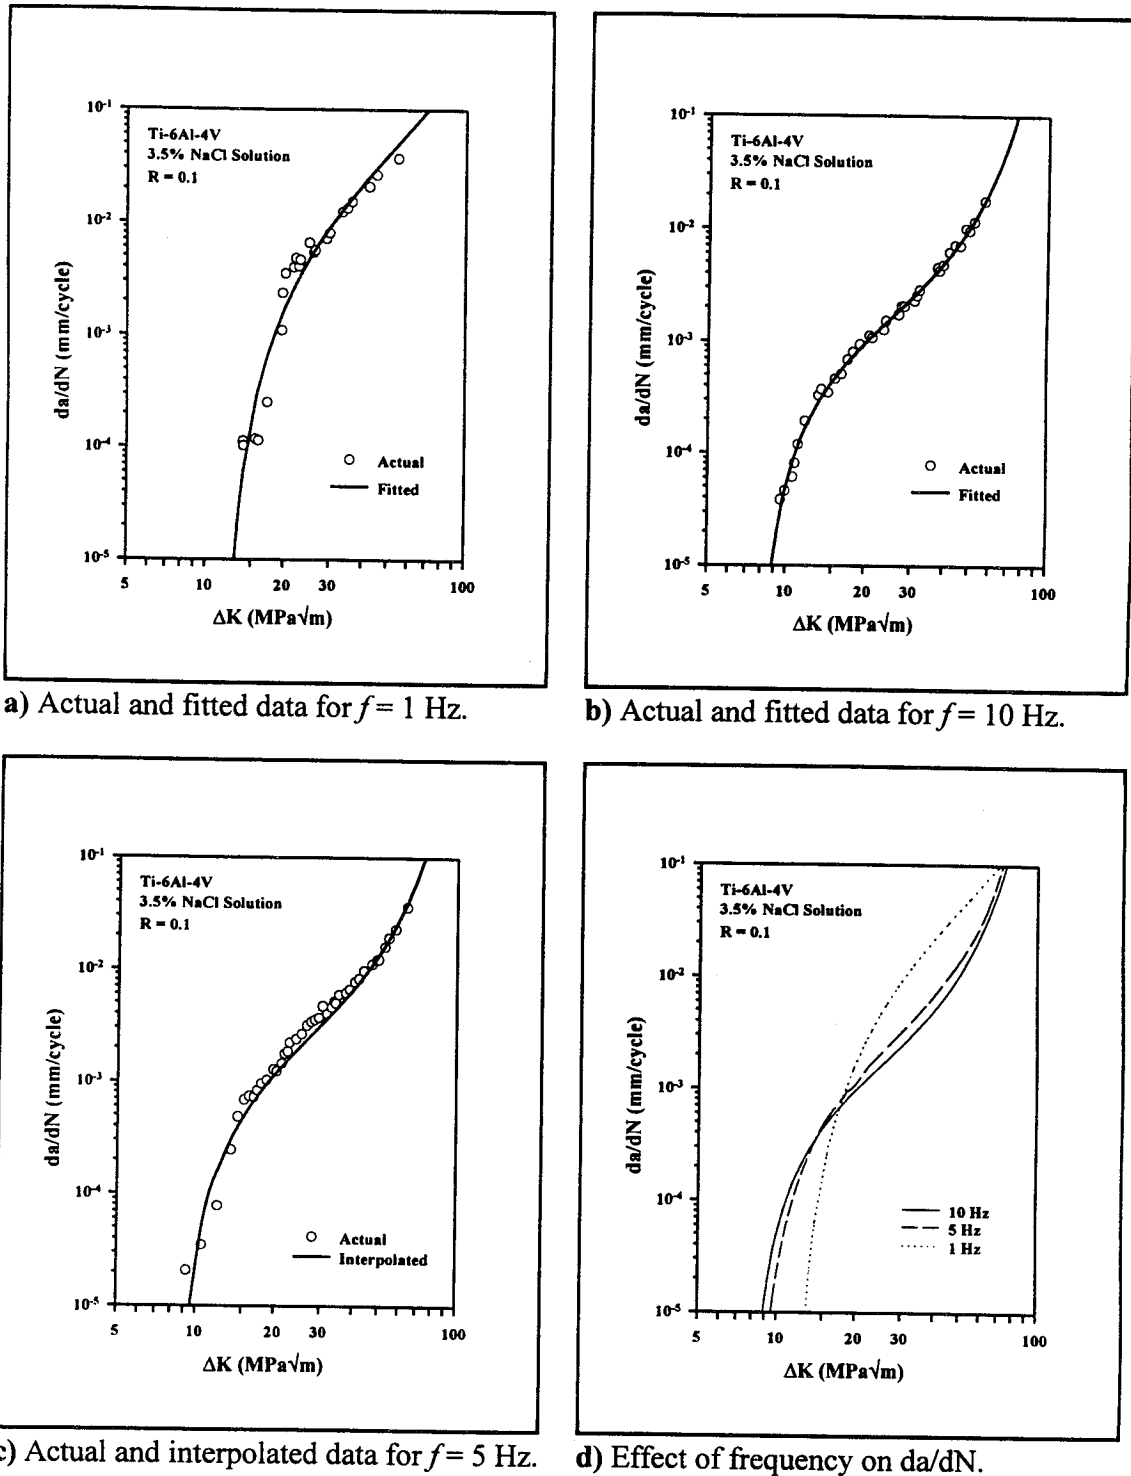 10⁻¹
Ti-6Al-4V
3.5% NaCl Solution
R = 0.1
10⁻²
da/dN (mm/cycle)
10⁻³
10⁻⁴
Actual
Fitted
10⁻⁵
5 10 20 30 100
ΔK (MPa√m)
a) Actual and fitted data for f = 1 Hz.
10⁻¹
Ti-6Al-4V
3.5% NaCl Solution
R = 0.1
10⁻²
da/dN (mm/cycle)
10⁻³
10⁻⁴
Actual
Fitted
10⁻⁵
5 10 20 30 100
ΔK (MPa√m)
b) Actual and fitted data for f = 10 Hz.
10⁻¹
Ti-6Al-4V
3.5% NaCl Solution
R = 0.1
10⁻²
da/dN (mm/cycle)
10⁻³
10⁻⁴
Actual
Interpolated
10⁻⁵
5 10 20 30 100
ΔK (MPa√m)
c) Actual and interpolated data for f = 5 Hz.
10⁻¹
Ti-6Al-4V
3.5% NaCl Solution
R = 0.1
10⁻²
da/dN (mm/cycle)
10⁻³
10⁻⁴
10 Hz
5 Hz
1 Hz
10⁻⁵
5 10 20 30 100
ΔK (MPa√m)
d) Effect of frequency on da/dN.